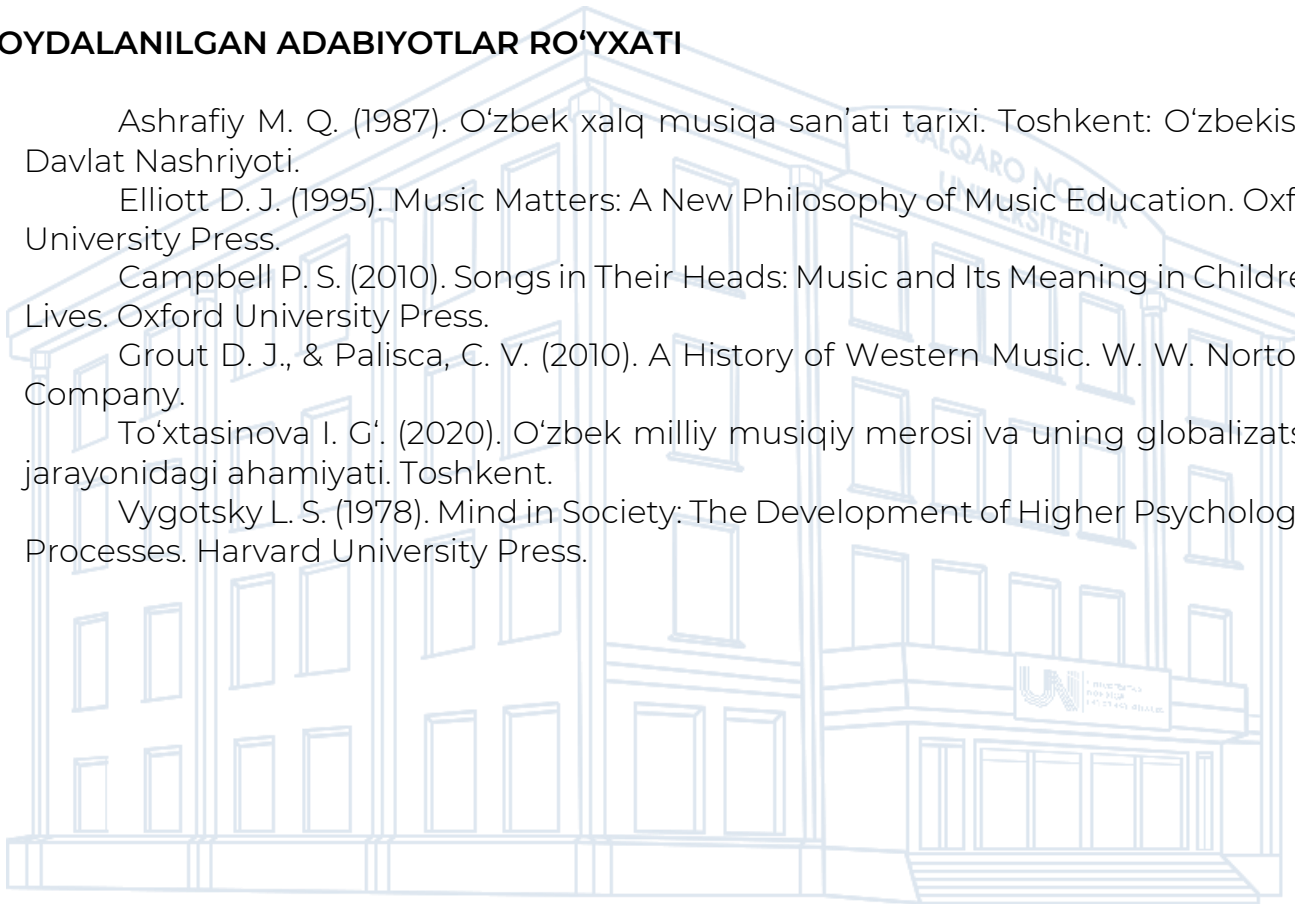 OYDALANILGAN ADABIYOTLAR RO‘YXATI
Ashrafiy M. Q. (1987). O‘zbek xalq musiqa san’ati tarixi. Toshkent: O‘zbekis
Davlat Nashriyoti.
Elliott D. J. (1995). Music Matters: A New Philosophy of Music Education. Oxf
University Press.
Campbell P. S. (2010). Songs in Their Heads: Music and Its Meaning in Childre
Lives. Oxford University Press.
Grout D. J., & Palisca, C. V. (2010). A History of Western Music. W. W. Norto
Company.
To‘xtasinova I. G‘. (2020). O‘zbek milliy musiqiy merosi va uning globalizats
jarayonidagi ahamiyati. Toshkent.
Vygotsky L. S. (1978). Mind in Society: The Development of Higher Psycholog
Processes. Harvard University Press.
XALQARO NORDIK
UNIVERSITETI
UNI